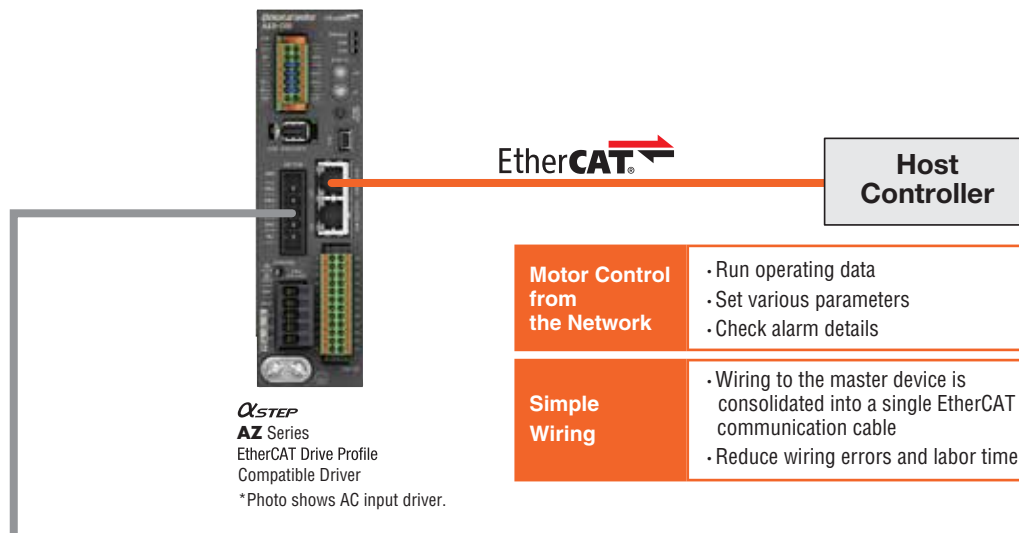 EtherCAT®
Host
Controller
Motor Control
from
the Network
· Run operating data
· Set various parameters
· Check alarm details
Simple
Wiring
· Wiring to the master device is
consolidated into a single EtherCAT
communication cable
· Reduce wiring errors and labor time
αSTEP
AZ Series
EtherCAT Drive Profile
Compatible Driver
*Photo shows AC input driver.